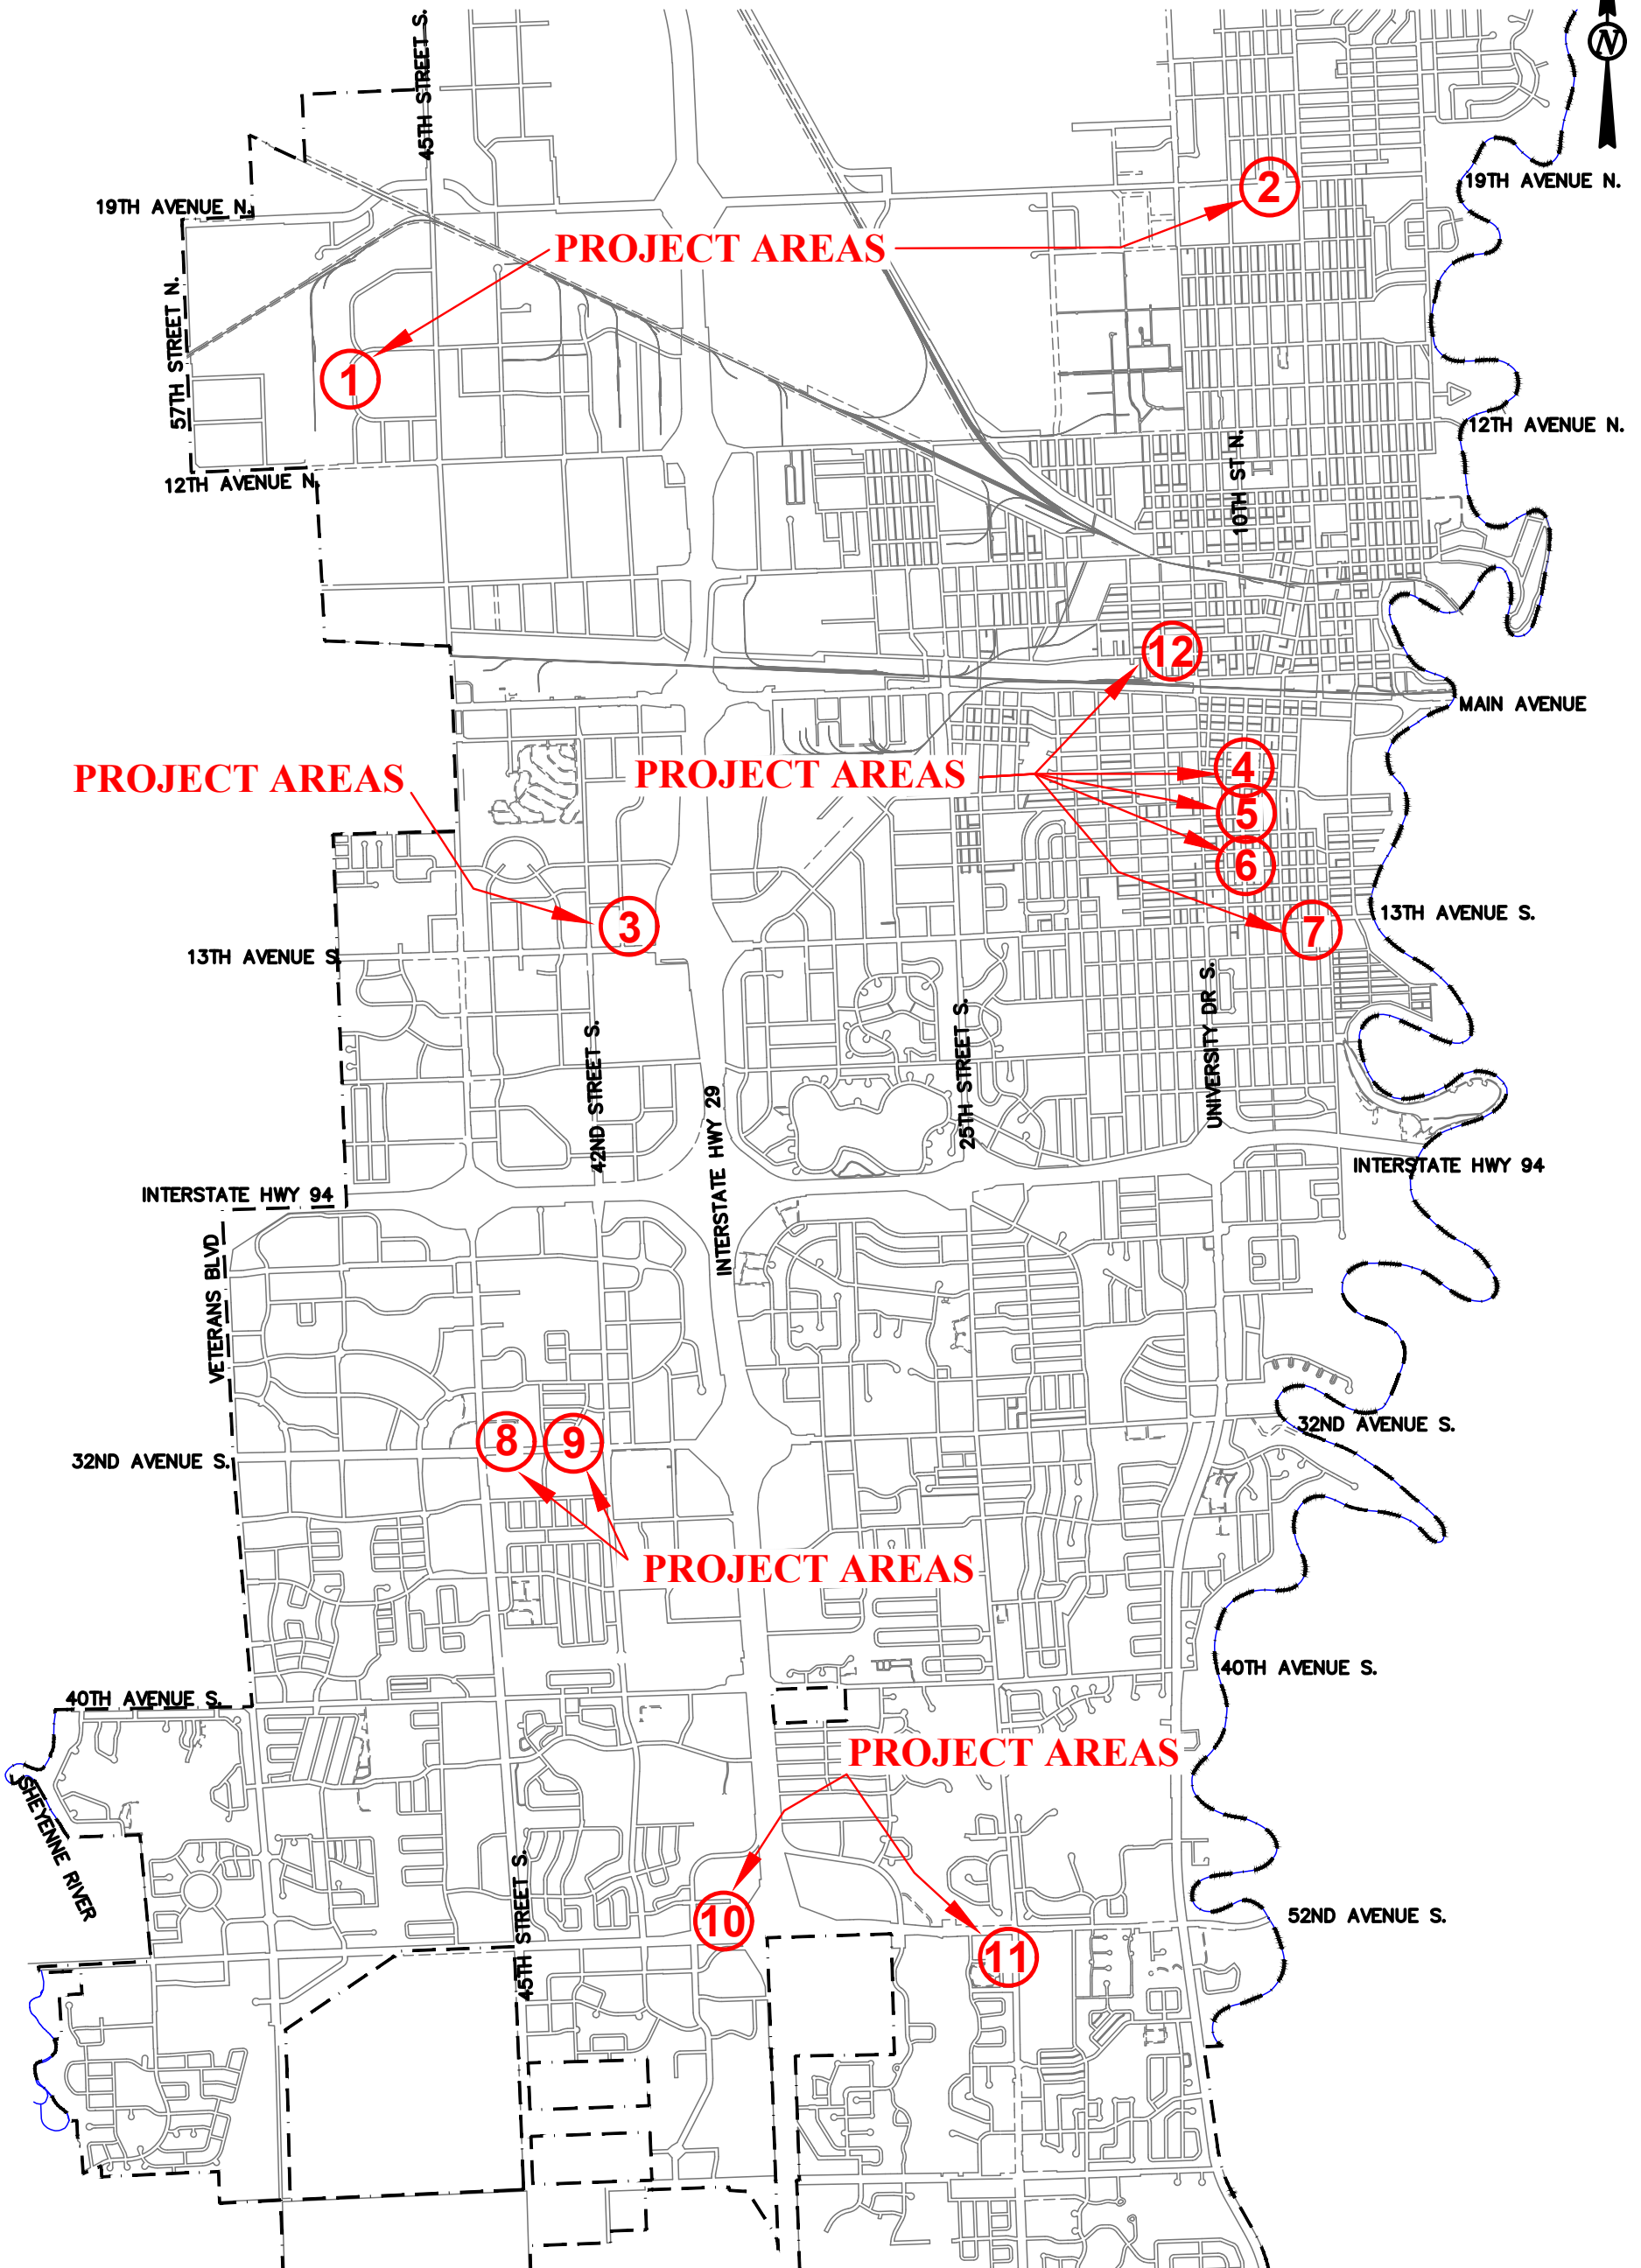 45TH STREET S.
N
19TH AVENUE N.
2
19TH AVENUE N.
PROJECT AREAS
57TH STREET N.
1
12TH AVENUE N.
10TH ST N.
12TH AVENUE N.
12
MAIN AVENUE
PROJECT AREAS
PROJECT AREAS
4
5
6
3
7
13TH AVENUE S.
13TH AVENUE S.
42ND STREET S.
INTERSTATE HWY 29
25TH STREET S.
UNIVERSITY DR S.
INTERSTATE HWY 94
INTERSTATE HWY 94
VETERANS BLVD
8
9
32ND AVENUE S.
32ND AVENUE S.
PROJECT AREAS
40TH AVENUE S.
40TH AVENUE S.
PROJECT AREAS
SHEYENNE RIVER
45TH STREET S.
10
11
52ND AVENUE S.